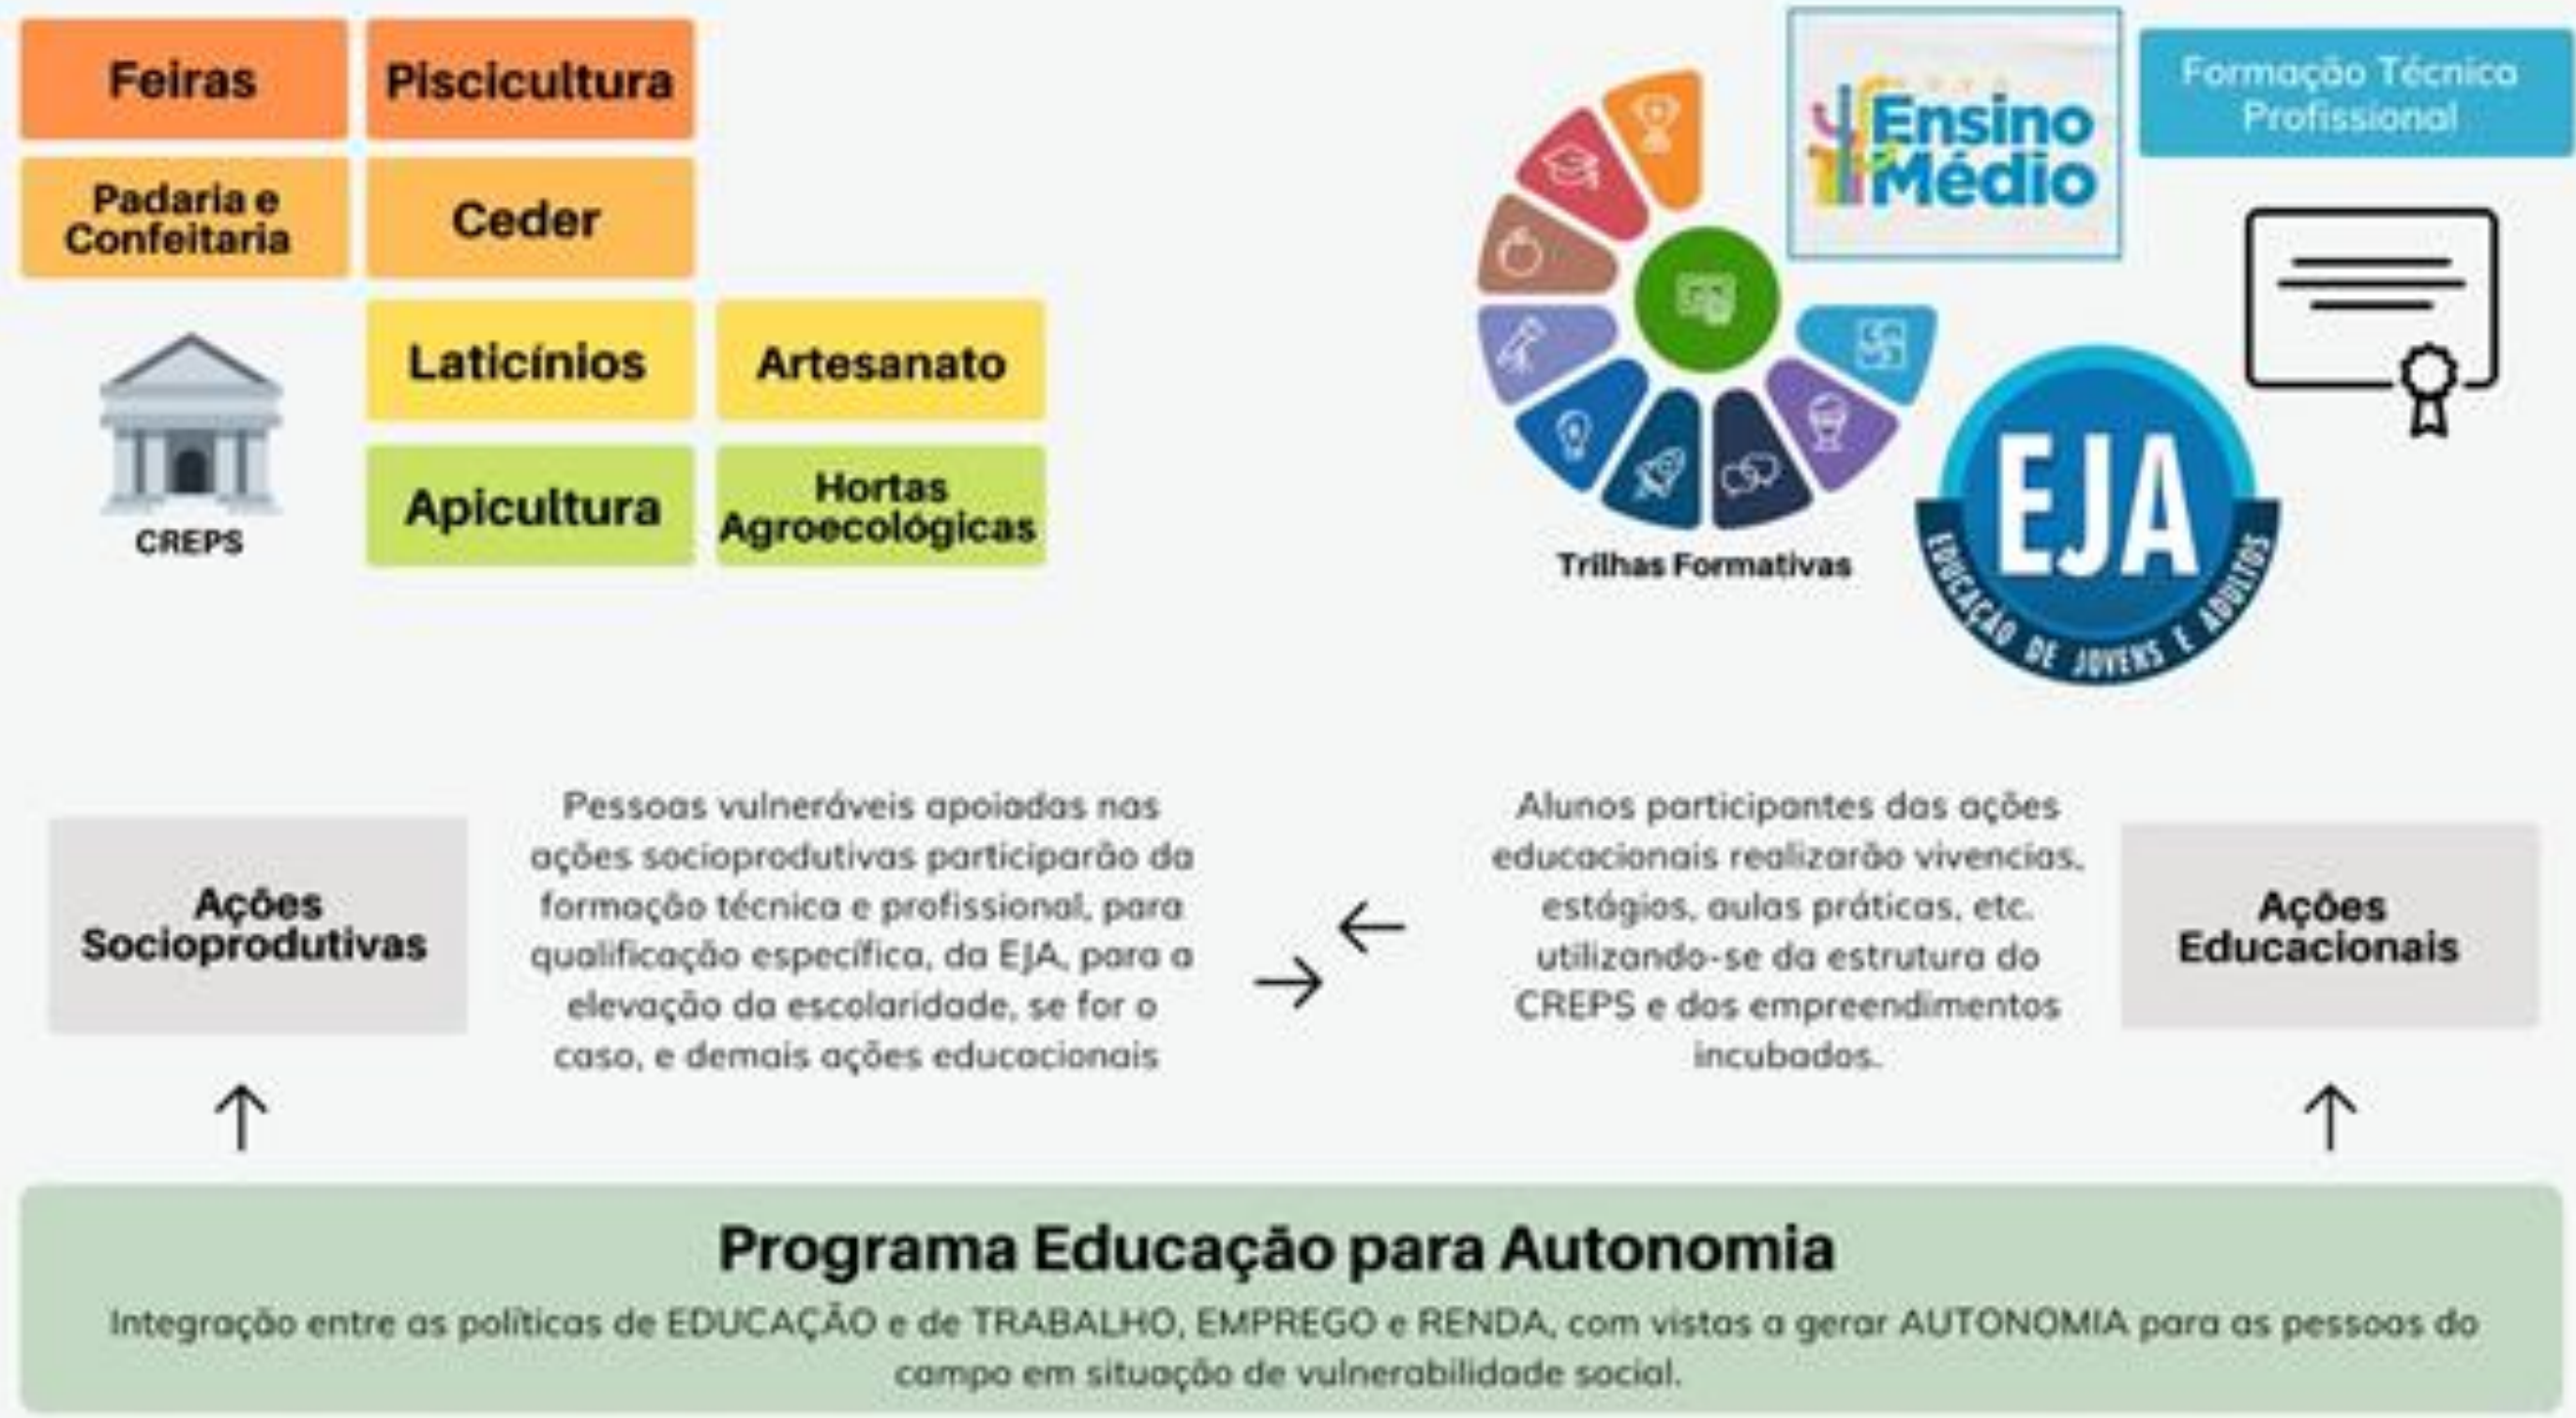 Feiras
Piscicultura
Padaria e
Confeitaria
Ceder
Laticínios
Artesanato
Apicultura
Hortas
Agroecológicas
CREPS
Ensino
Médio
Formação Técnica
Profissional
Trilhas Formativas
EJA
EDUCAÇÃO DE JOVENS E ADULTOS
Ações
Socioprodutivas
Pessoas vulneráveis apoiadas nas
ações socioprodutivas participarão da
formação técnica e profissional, para
qualificação específica, da EJA, para a
elevação da escolaridade, se for o
caso, e demais ações educacionais
Alunos participantes das ações
educacionais realizarão vivencias,
estágios, aulas práticas, etc.
utilizando-se da estrutura do
CREPS e dos empreendimentos
incubados.
Ações
Educacionais
Programa Educação para Autonomia
Integração entre as políticas de EDUCAÇÃO e de TRABALHO, EMPREGO e RENDA, com vistas a gerar AUTONOMIA para as pessoas do
campo em situação de vulnerabilidade social.